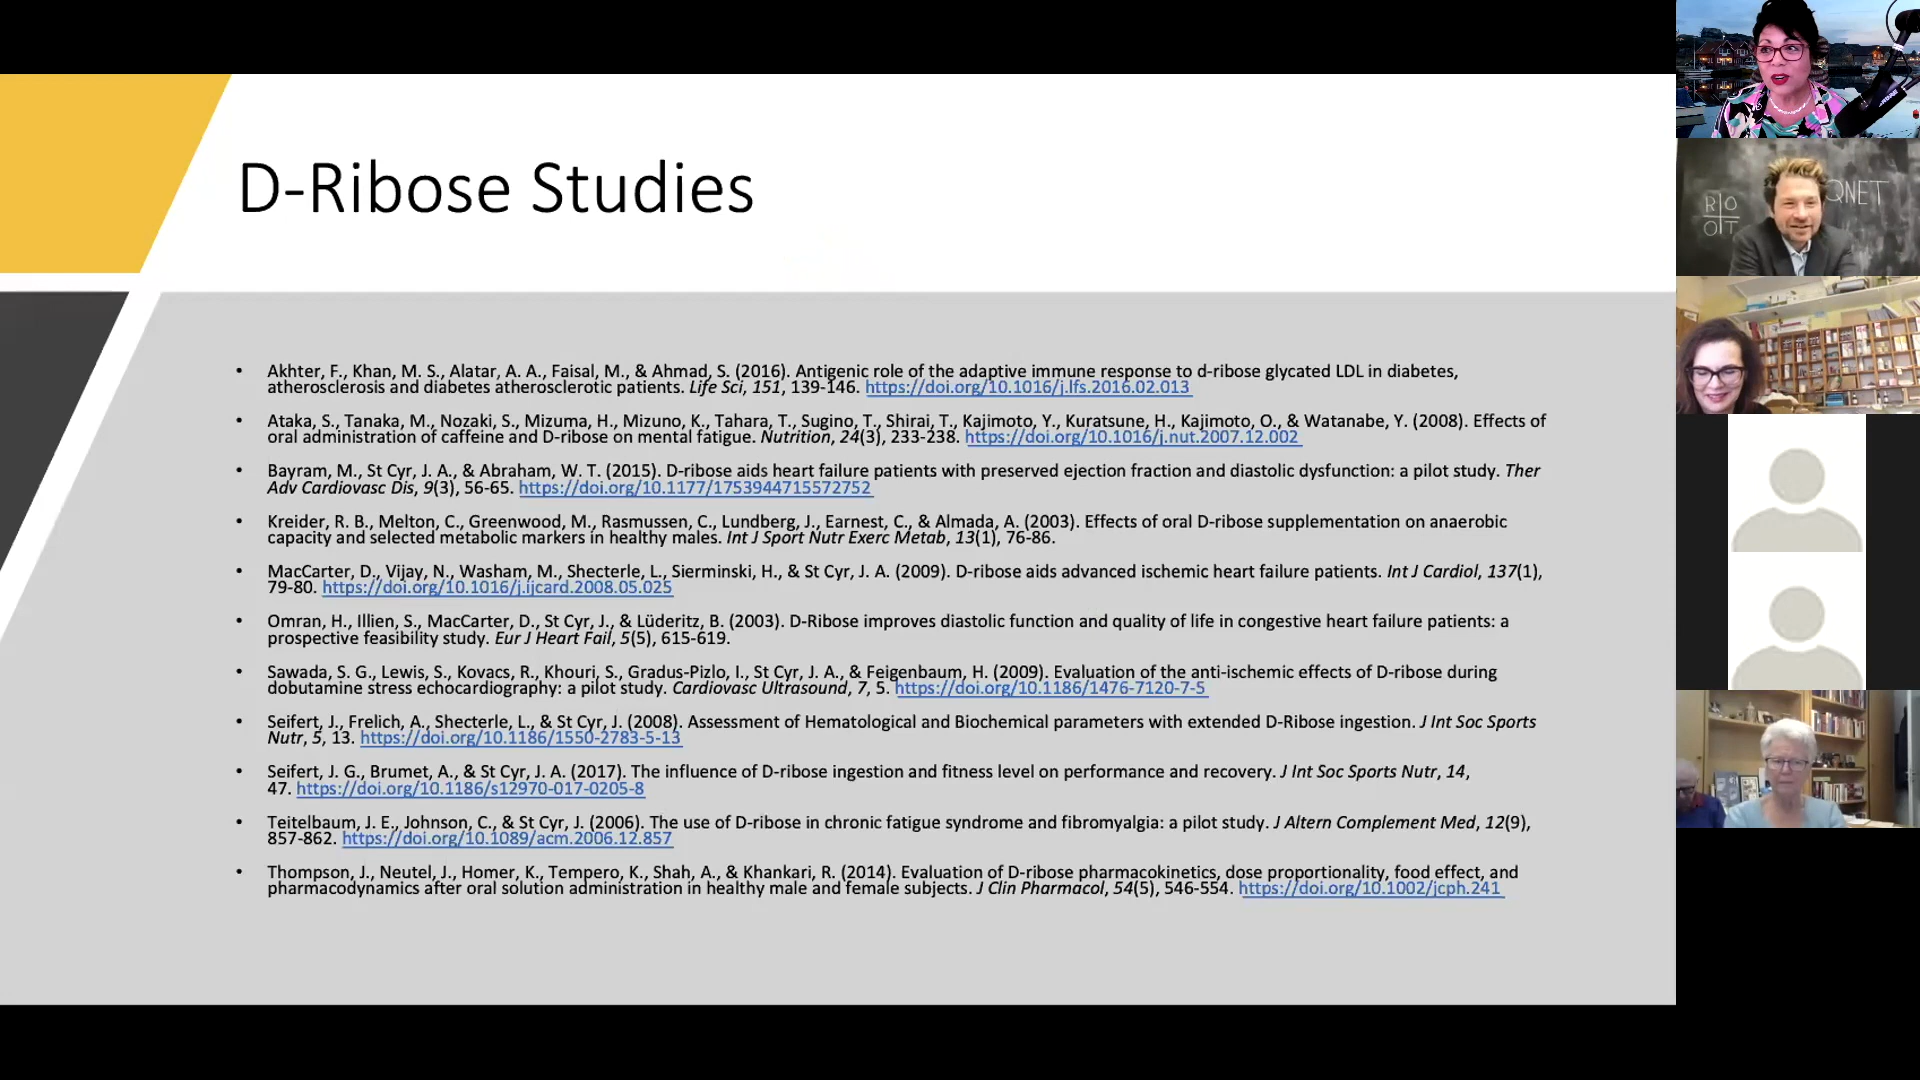 D-Ribose Studies
• Akhter, F., Khan, M. S., Alatar, A. A., Faisal, M., & Ahmad, S. (2016). Antigenic role of the adaptive immune response to d-ribose glycated LDL in diabetes,
atherosclerosis and diabetes atherosclerotic patients. Life Sci, 151, 139-146. https://doi.org/10.1016/j.lfs.2016.02.013
• Ataka, S., Tanaka, M., Nozaki, S., Mizuma, H., Mizuno, K., Tahara, T., Sugino, T., Shirai, T., Kajimoto, Y., Kuratsune, H., Kajimoto, O., & Watanabe, Y. (2008). Effects of
oral administration of caffeine and D-ribose on mental fatigue. Nutrition, 24(3), 233-238. https://doi.org/10.1016/j.nut.2007.12.002
• Bayram, M., St Cyr, J. A., & Abraham, W. T. (2015). D-ribose aids heart failure patients with preserved ejection fraction and diastolic dysfunction: a pilot study. Ther
Adv Cardiovasc Dis, 9(3), 56-65. https://doi.org/10.1177/1753944715572752
• Kreider, R. B., Melton, C., Greenwood, M., Rasmussen, C., Lundberg, J., Earnest, C., & Almada, A. (2003). Effects of oral D-ribose supplementation on anaerobic
capacity and selected metabolic markers in healthy males. Int J Sport Nutr Exerc Metab, 13(1), 76-86.
• MacCarter, D., Vijay, N., Washam, M., Shecterle, L., Sierminski, H., & St Cyr, J. A. (2009). D-ribose aids advanced ischemic heart failure patients. Int J Cardiol, 137(1),
79-80. https://doi.org/10.1016/j.ijcard.2008.05.025
• Omran, H., Illien, S., MacCarter, D., St Cyr, J., & Lüderitz, B. (2003). D-Ribose improves diastolic function and quality of life in congestive heart failure patients: a
prospective feasibility study. Eur J Heart Fail, 5(5), 615-619.
• Sawada, S. G., Lewis, S., Kovacs, R., Khouri, S., Gradus-Pizlo, I., St Cyr, J. A., & Feigenbaum, H. (2009). Evaluation of the anti-ischemic effects of D-ribose during
dobutamine stress echocardiography: a pilot study. Cardiovasc Ultrasound, 7, 5. https://doi.org/10.1186/1476-7120-7-5
• Seifert, J., Frelich, A., Shecterle, L., & St Cyr, J. (2008). Assessment of Hematological and Biochemical parameters with extended D-Ribose ingestion. J Int Soc Sports
Nutr, 5, 13. https://doi.org/10.1186/1550-2783-5-13
• Seifert, J. G., Brumet, A., & St Cyr, J. A. (2017). The influence of D-ribose ingestion and fitness level on performance and recovery. J Int Soc Sports Nutr, 14,
47. https://doi.org/10.1186/s12970-017-0205-8
• Teitelbaum, J. E., Johnson, C., & St Cyr, J. (2006). The use of D-ribose in chronic fatigue syndrome and fibromyalgia: a pilot study. J Altern Complement Med, 12(9),
857-862. https://doi.org/10.1089/acm.2006.12.857
• Thompson, J., Neutel, J., Homer, K., Tempero, K., Shah, A., & Khankari, R. (2014). Evaluation of D-ribose pharmacokinetics, dose proportionality, food effect, and
pharmacodynamics after oral solution administration in healthy male and female subjects. J Clin Pharmacol, 54(5), 546-554. https://doi.org/10.1002/jcph.241
RO
OT
QNET